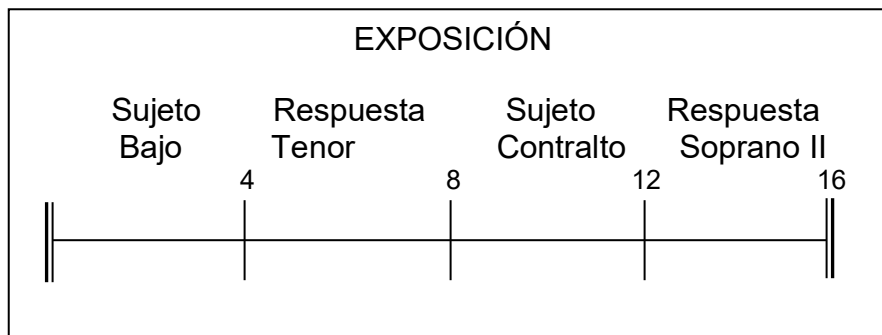 EXPOSICIÓN
Sujeto Respuesta Sujeto Respuesta
Bajo Tenor Contralto Soprano II
4 8 12 16